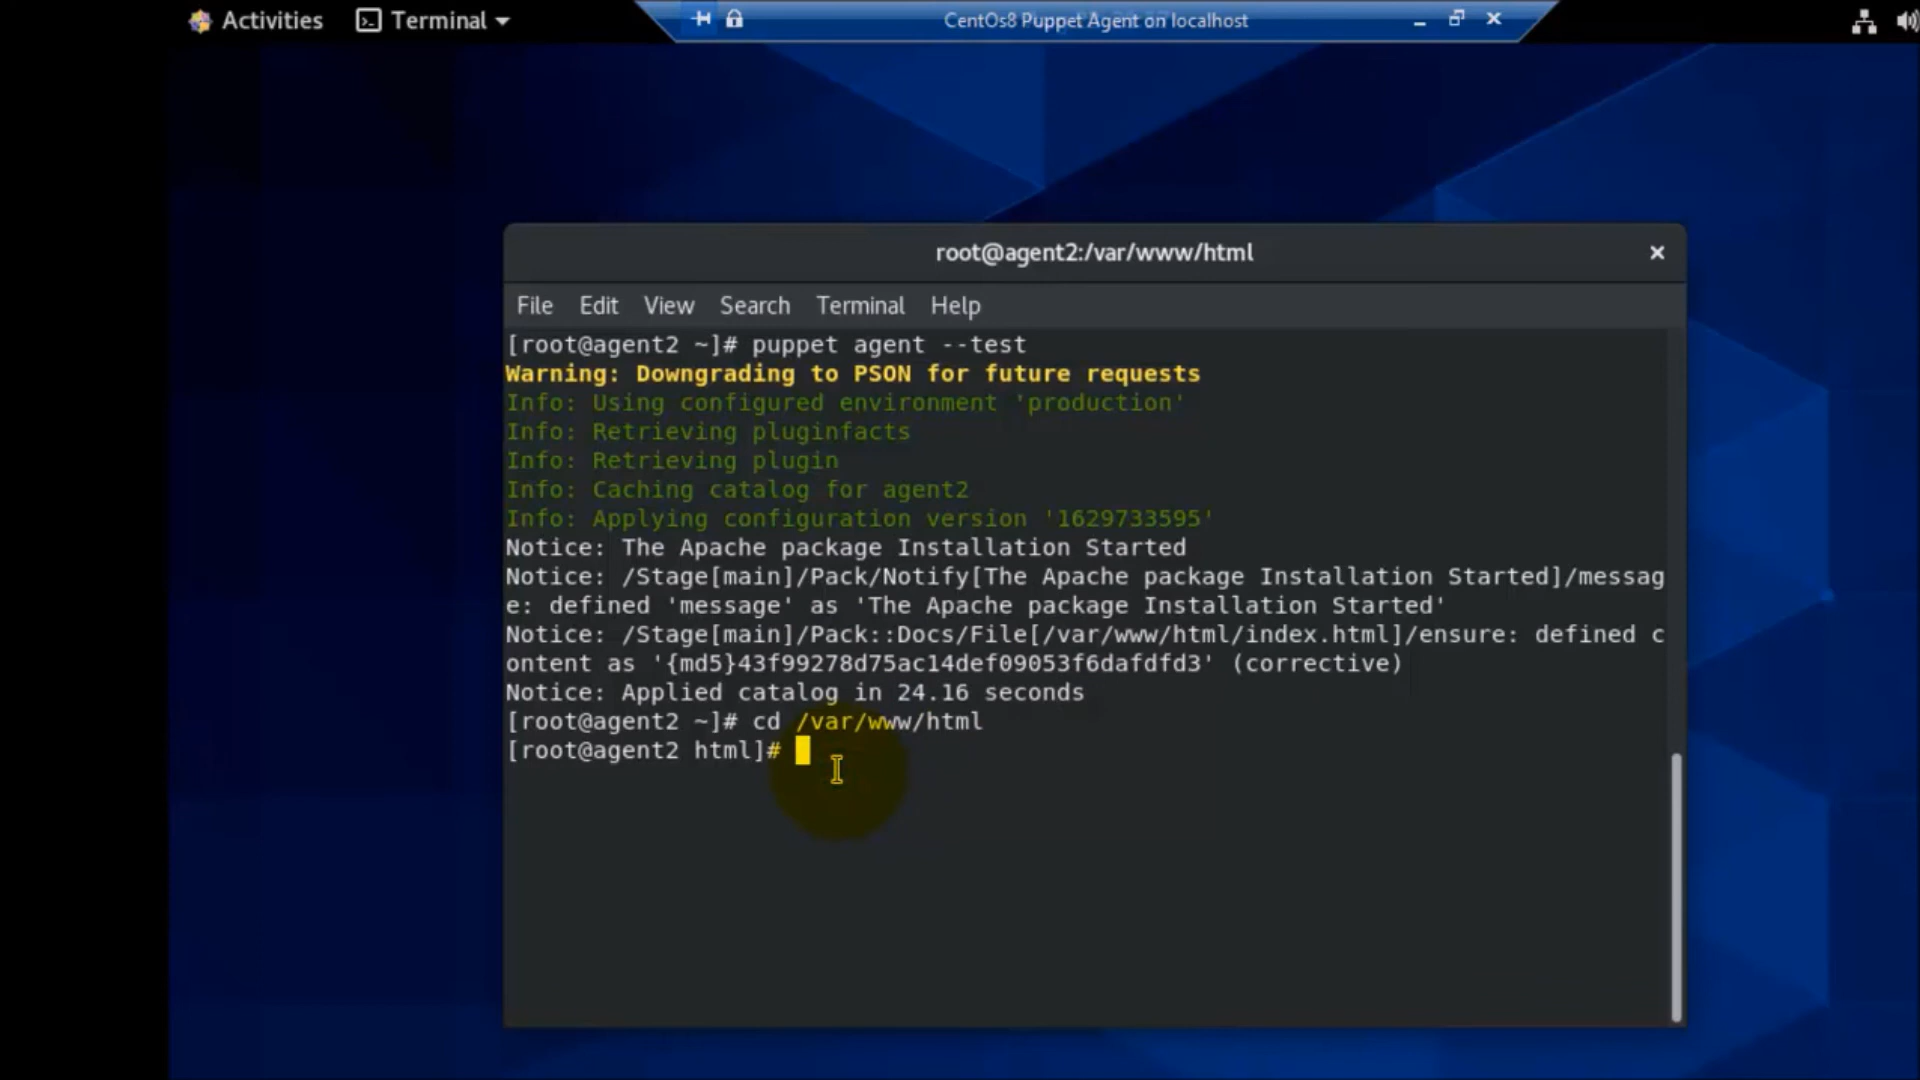 Activities Terminal CentOs8 Puppet Agent on localhost
root@agent2:/var/www/html
File Edit View Search Terminal Help
[root@agent2 ~]# puppet agent --test
Warning: Downgrading to PSON for future requests
Info: Using configured environment 'production'
Info: Retrieving pluginfacts
Info: Retrieving plugin
Info: Caching catalog for agent2
Info: Applying configuration version '1629733595'
Notice: The Apache package Installation Started
Notice: /Stage[main]/Pack/Notify[The Apache package Installation Started]/messag
e: defined 'message' as 'The Apache package Installation Started'
Notice: /Stage[main]/Pack::Docs/File[/var/www/html/index.html]/ensure: defined c
ontent as '{md5}43f99278d75ac14def09053f6dafdfd3' (corrective)
Notice: Applied catalog in 24.16 seconds
[root@agent2 ~]# cd /var/www/html
[root@agent2 html]#